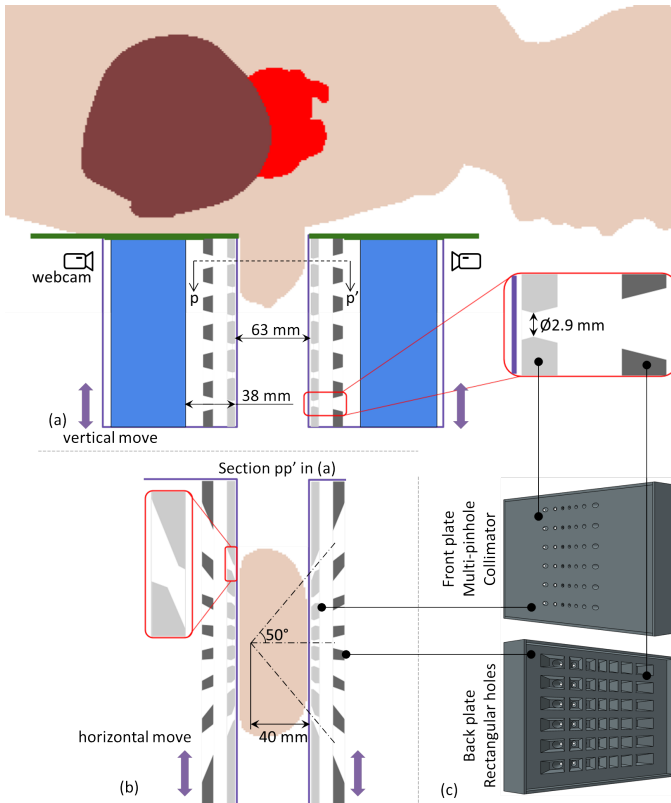 webcam
p
p’
63 mm
Ø2.9 mm
38 mm
(a)
vertical move
Section pp’ in (a)
Front plate
Multi-pinhole
Collimator
50°
40 mm
Back plate
Rectangular holes
horizontal move
(b)
(c)